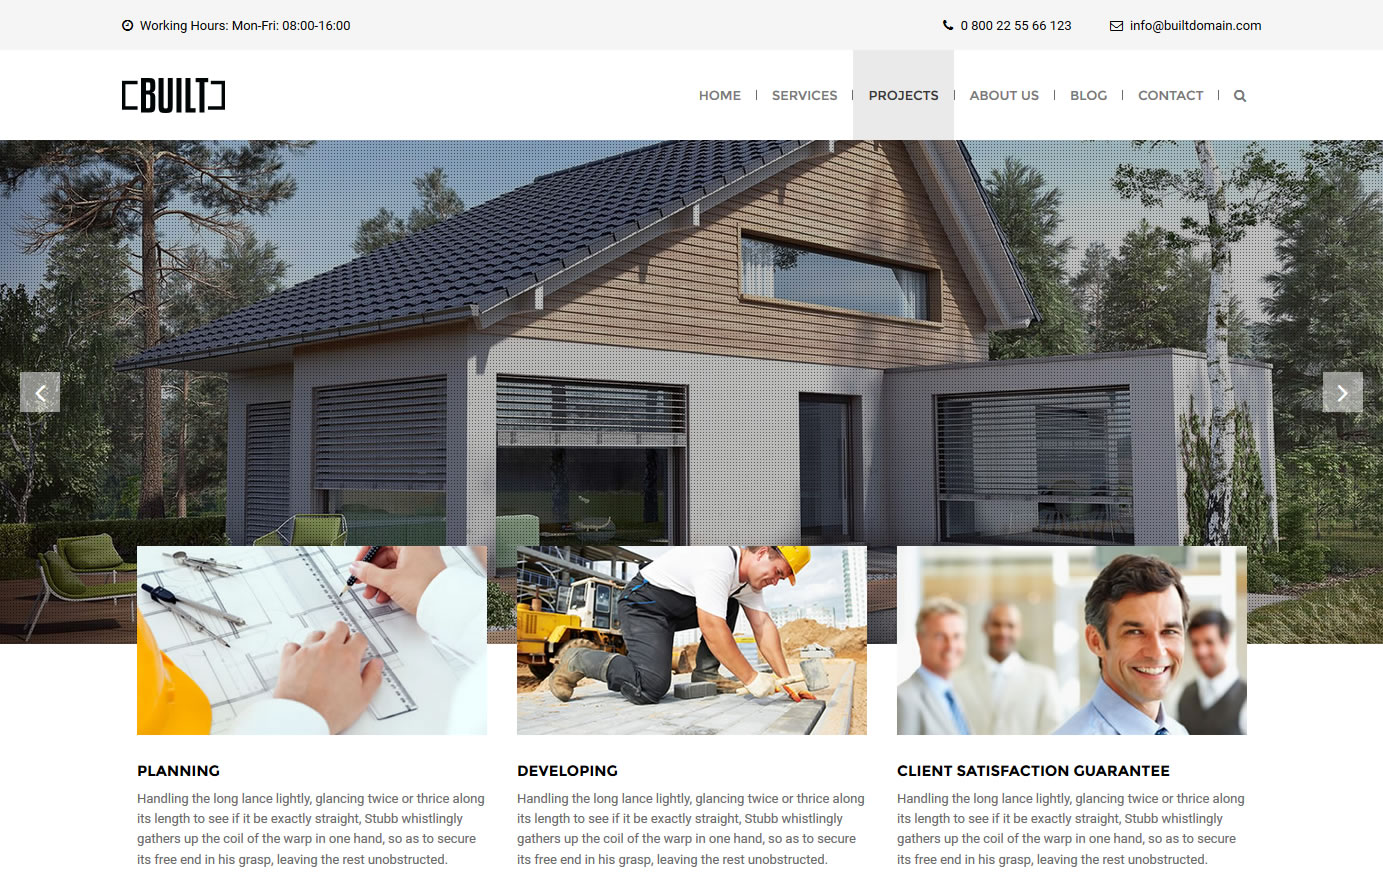 Working Hours: Mon-Fri: 08:00-16:00
0 800 22 55 66 123
info@builtdomain.com
[BUILT]
HOME
SERVICES
PROJECTS
ABOUT US
BLOG
CONTACT
PLANNING
Handling the long lance lightly, glancing twice or thrice along
its length to see if it be exactly straight, Stubb whistlingly
gathers up the coil of the warp in one hand, so as to secure
its free end in his grasp, leaving the rest unobstructed.
DEVELOPING
Handling the long lance lightly, glancing twice or thrice along
its length to see if it be exactly straight, Stubb whistlingly
gathers up the coil of the warp in one hand, so as to secure
its free end in his grasp, leaving the rest unobstructed.
CLIENT SATISFACTION GUARANTEE
Handling the long lance lightly, glancing twice or thrice along
its length to see if it be exactly straight, Stubb whistlingly
gathers up the coil of the warp in one hand, so as to secure
its free end in his grasp, leaving the rest unobstructed.